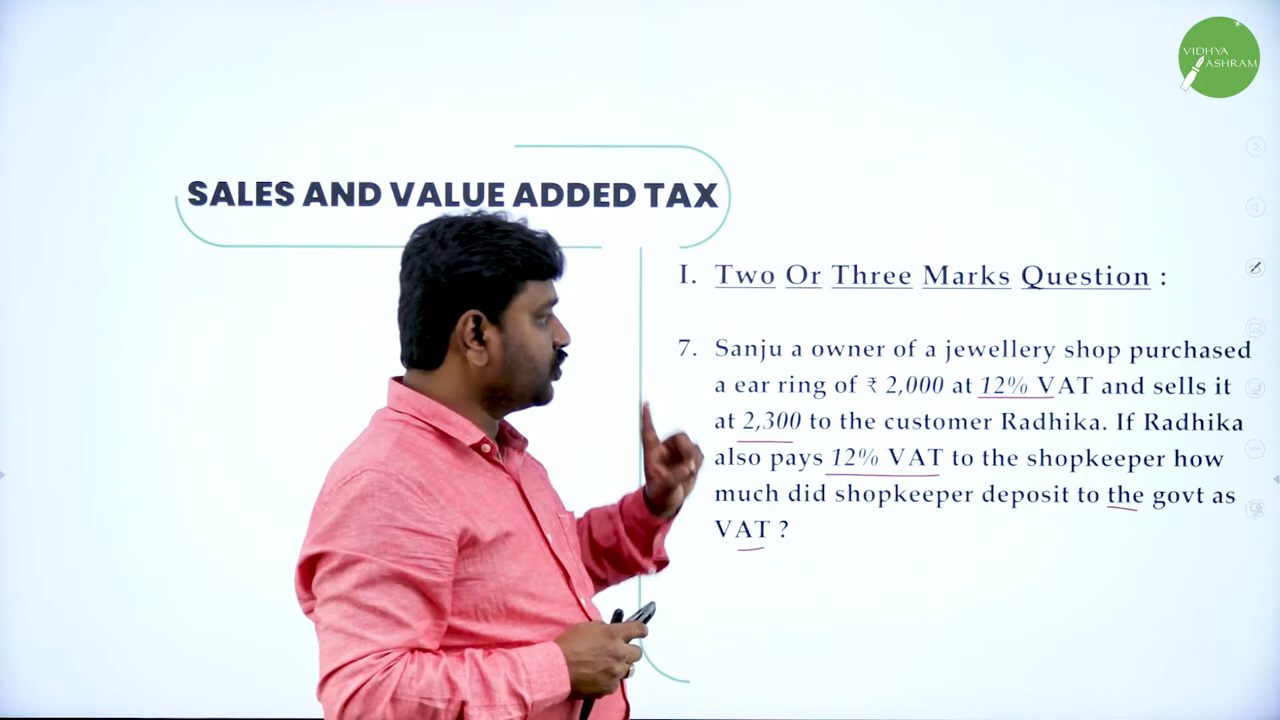 VIDHYA
ASHRAM
SALES AND VALUE ADDED TAX
I. Two Or Three Marks Question :
7. Sanju a owner of a jewellery shop purchased
a ear ring of ₹ 2,000 at 12% VAT and sells it
at 2,300 to the customer Radhika. If Radhika
also pays 12% VAT to the shopkeeper how
much did shopkeeper deposit to the govt as
VAT ?